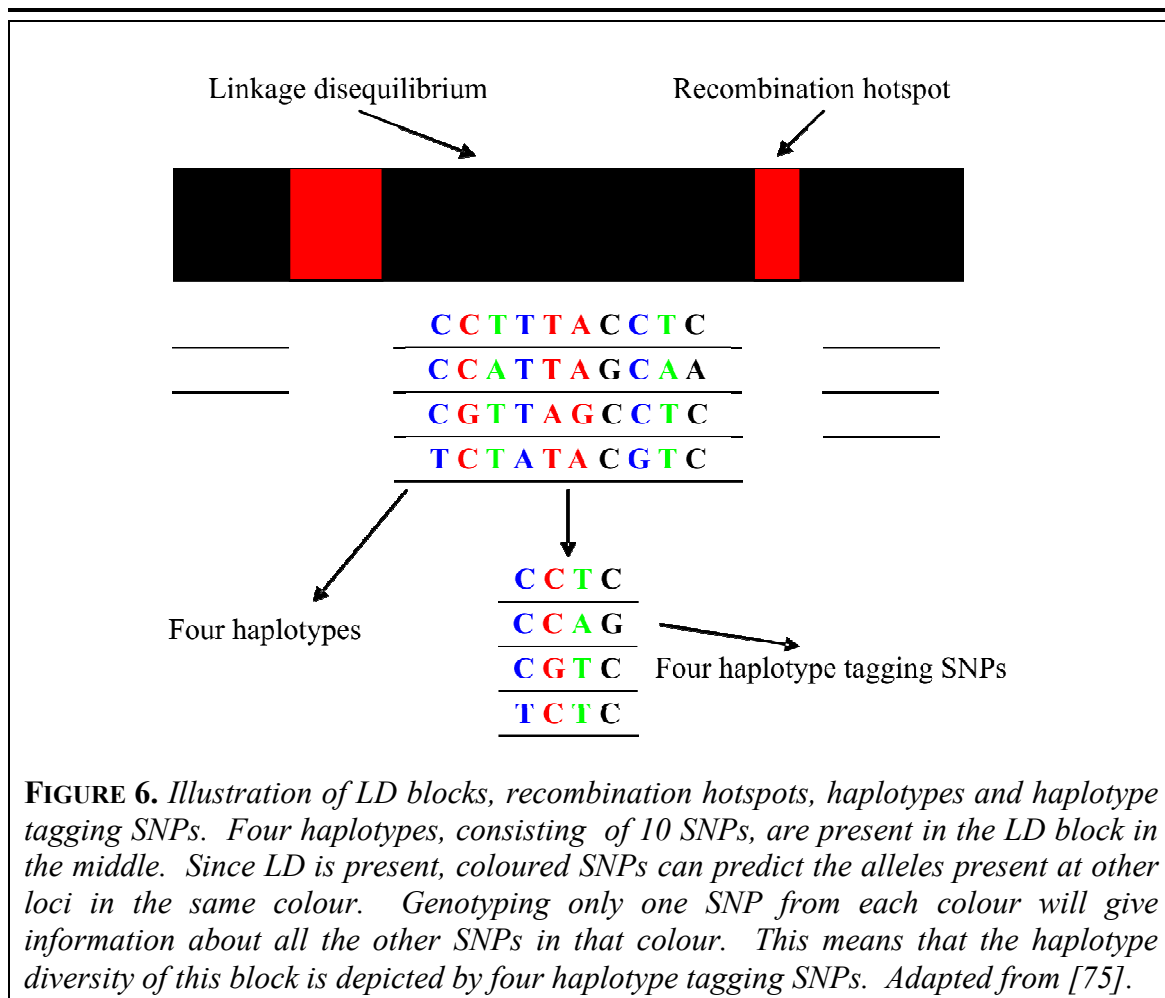 Linkage disequilibrium
Recombination hotspot
C C T T T A C C T C
C C A T T A G C A A
C G T T A G C C T C
T C T A T A C G T C
C C T C
C C A G
C G T C
T C T C
Four haplotypes
Four haplotype tagging SNPs
FIGURE 6. Illustration of LD blocks, recombination hotspots, haplotypes and haplotype
tagging SNPs. Four haplotypes, consisting of 10 SNPs, are present in the LD block in
the middle. Since LD is present, coloured SNPs can predict the alleles present at other
loci in the same colour. Genotyping only one SNP from each colour will give
information about all the other SNPs in that colour. This means that the haplotype
diversity of this block is depicted by four haplotype tagging SNPs. Adapted from [75].